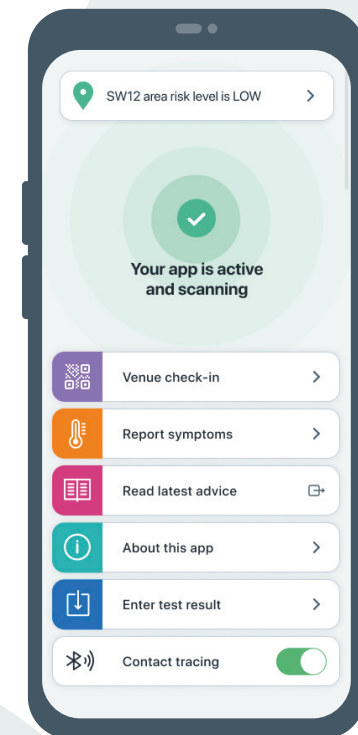 SW12 area risk level is LOW
Your app is active
and scanning
Venue check-in
Report symptoms
Read latest advice
About this app
Enter test result
Contact tracing